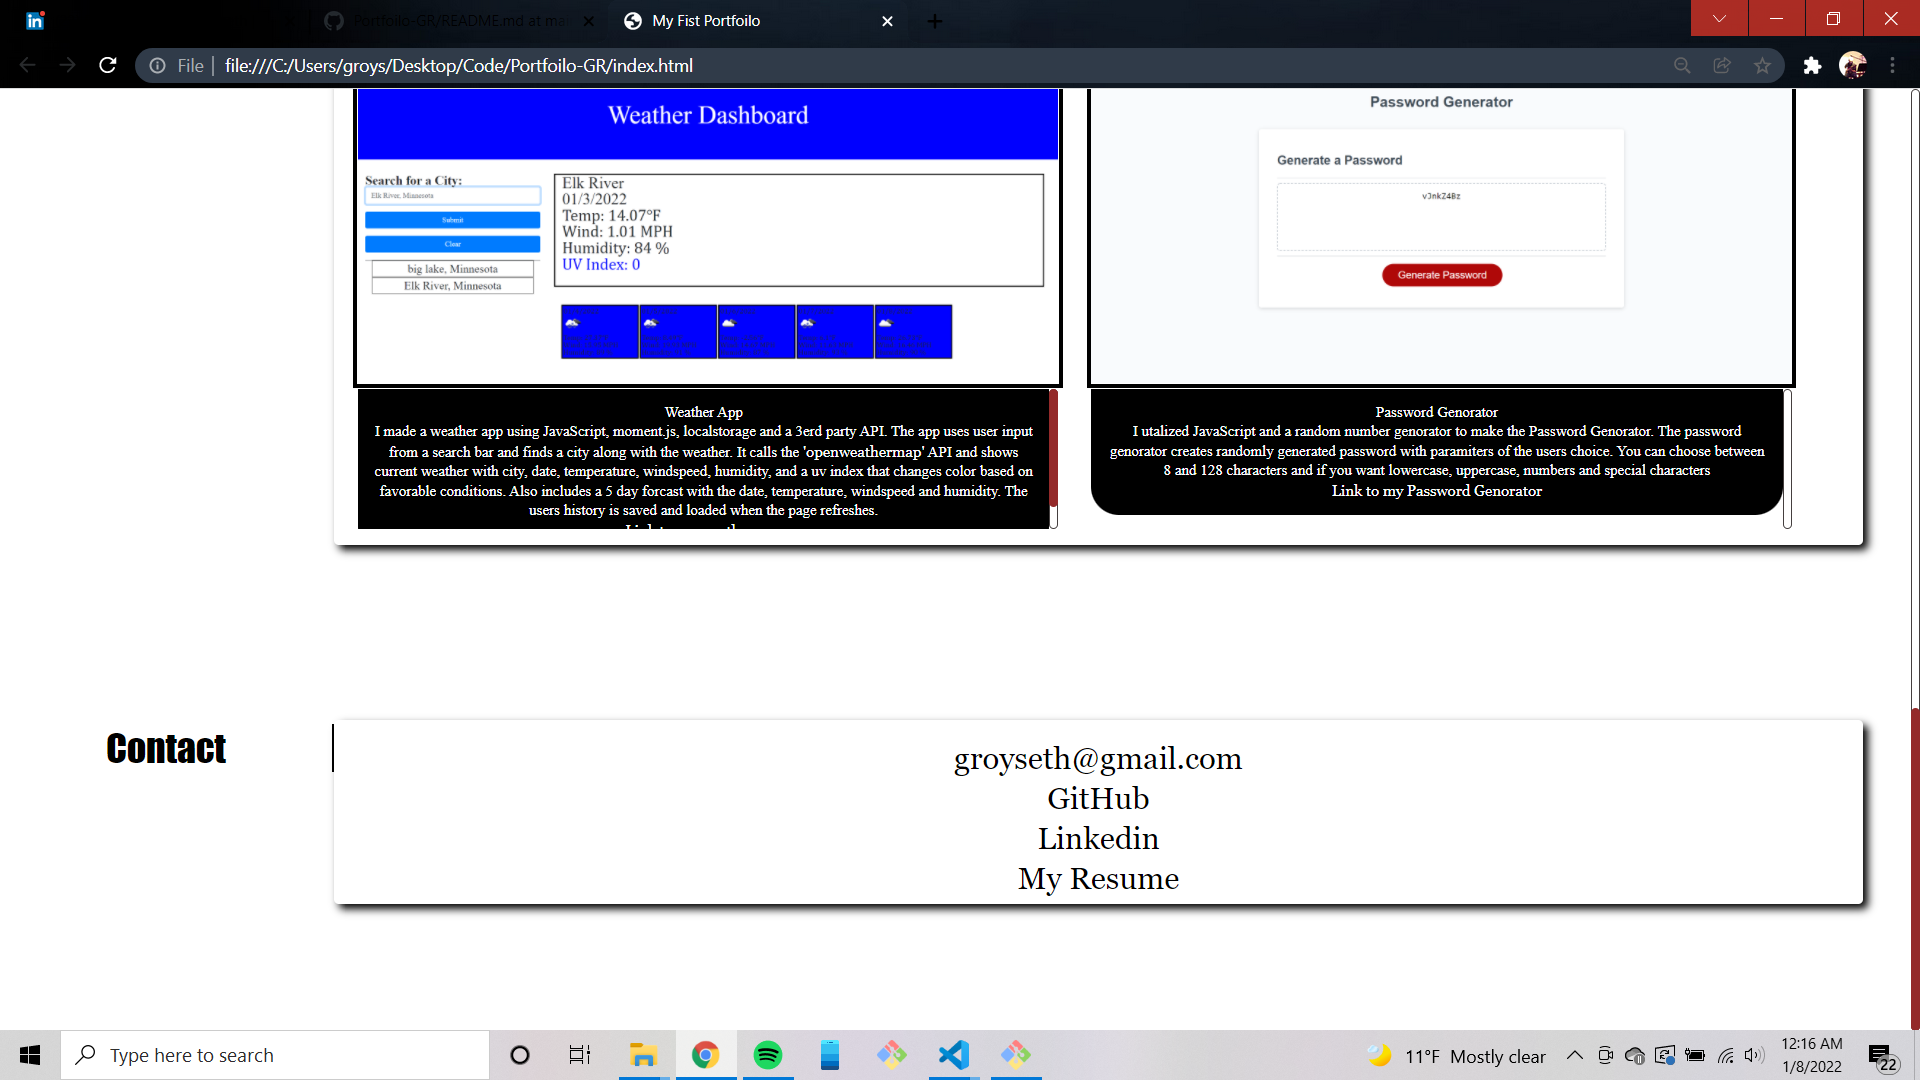 in
Portfoilo-GR/README.md at ma
My Fist Portfoilo
File
file:///C:/Users/groys/Desktop/Code/Portfoilo-GR/index.html
Weather Dashboard
Search for a City:
Elk River, Minnesota
Submit
Clear
big lake, Minnesota
Elk River, Minnesota
Elk River
01/3/2022
Temp: 14.07°F
Wind: 1.01 MPH
Humidity: 84 %
UV Index: 0
Password Generator
Generate a Password
vJnkZ4Bz
Generate Password
Weather App
I made a weather app using JavaScript, moment.js, localstorage and a 3erd party API. The app uses user input
from a search bar and finds a city along with the weather. It calls the 'openweathermap' API and shows
current weather with city, date, temperature, windspeed, humidity, and a uv index that changes color based on
favorable conditions. Also includes a 5 day forcast with the date, temperature, windspeed and humidity. The
users history is saved and loaded when the page refreshes.
Password Genorator
I utalized JavaScript and a random number genorator to make the Password Genorator. The password
genorator creates randomly generated password with paramiters of the users choice. You can choose between
8 and 128 characters and if you want lowercase, uppercase, numbers and special characters
Link to my Password Genorator
Contact
groyseth@gmail.com
GitHub
Linkedin
My Resume
Type here to search
11°F Mostly clear
12:16 AM
1/8/2022
22